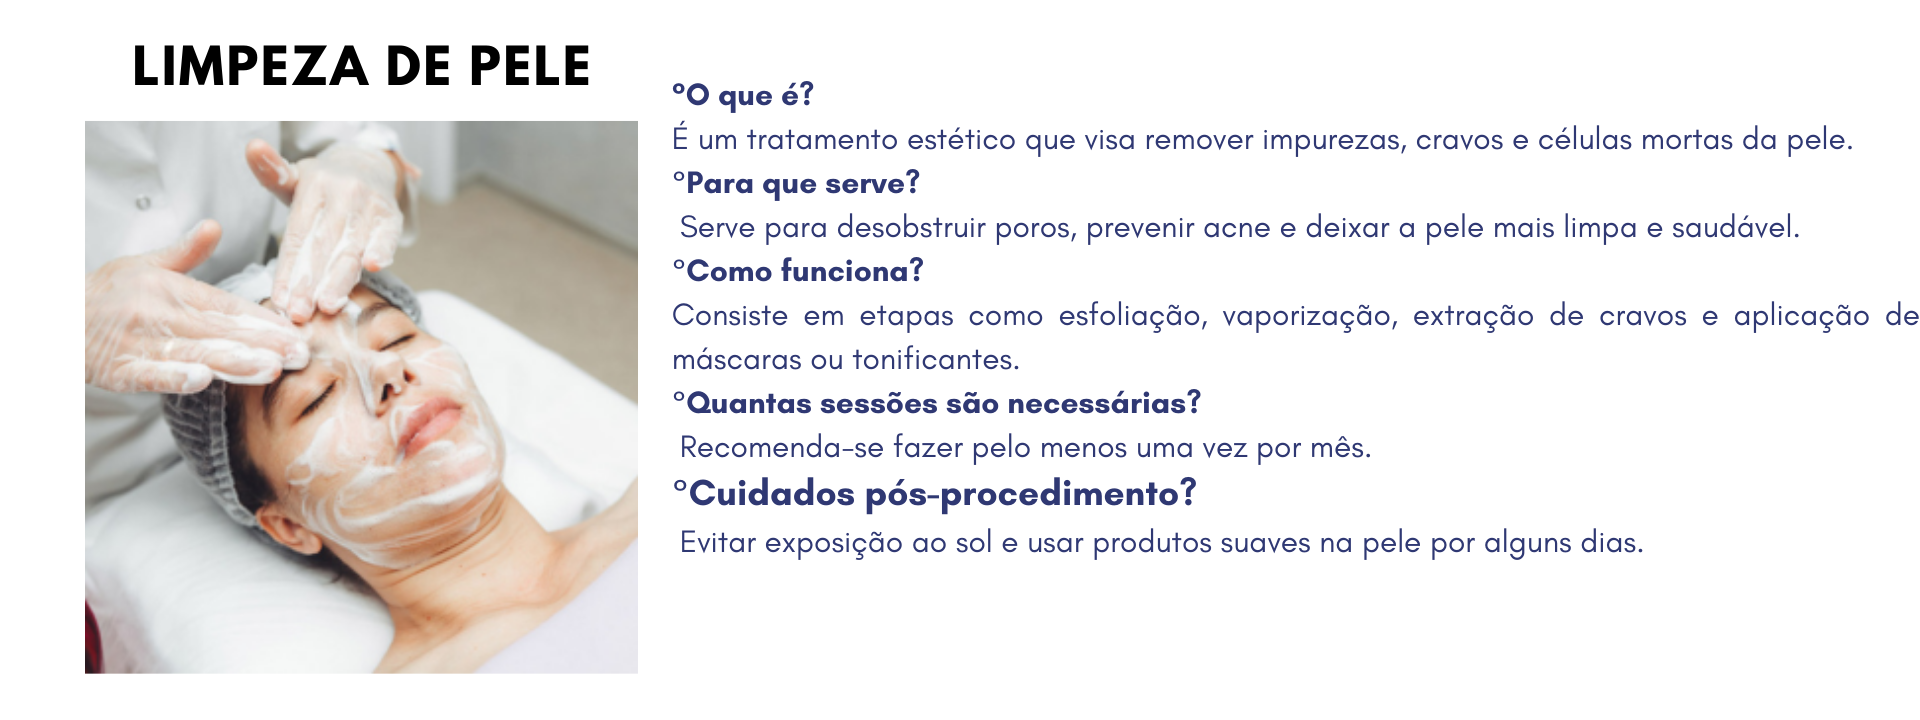 LIMPEZA DE PELE
°O que é?
É um tratamento estético que visa remover impurezas, cravos e células mortas da pele.
°Para que serve?
Serve para desobstruir poros, prevenir acne e deixar a pele mais limpa e saudável.
°Como funciona?
Consiste em etapas como esfoliação, vaporização, extração de cravos e aplicação de
máscaras ou tonificantes.
°Quantas sessões são necessárias?
Recomenda-se fazer pelo menos uma vez por mês.
°Cuidados pós-procedimento?
Evitar exposição ao sol e usar produtos suaves na pele por alguns dias.